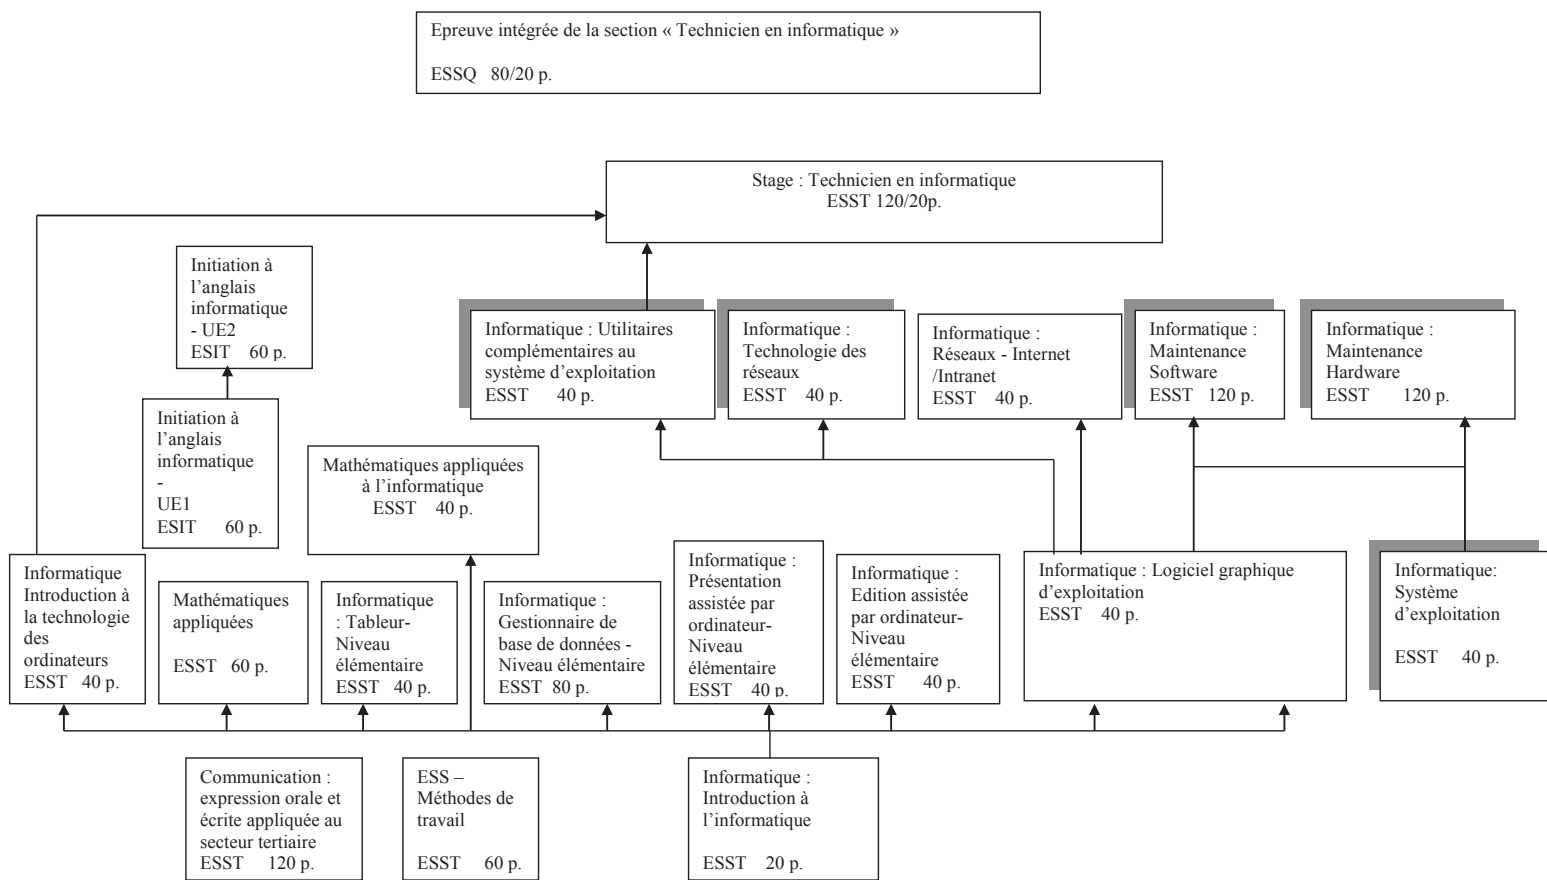 Epreuve intégrée de la section « Technicien en informatique »
ESSQ 80/20 p.
Stage : Technicien en informatique
ESST 120/20p.
Initiation à
l’anglais
informatique
- UE2
ESIT 60 p.
Informatique : Utilitaires
complémentaires au
système d’exploitation
ESST 40 p.
Informatique :
Technologie des
réseaux
ESST 40 p.
Informatique :
Réseaux - Internet
/Intranet
ESST 40 p.
Informatique :
Maintenance
Software
ESST 120 p.
Informatique :
Maintenance
Hardware
ESST 120 p.
Initiation à
l’anglais
informatique
-
UE1
ESIT 60 p.
Mathématiques appliquées
à l’informatique
ESST 40 p.
Informatique
Introduction à
la technologie
des
ordinateurs
ESST 40 p.
Mathématiques
appliquées
ESST 60 p.
Informatique
: Tableur-
Niveau
élémentaire
ESST 40 p.
Informatique :
Gestionnaire de
base de données -
Niveau élémentaire
ESST 80 p.
Informatique :
Présentation
assistée par
ordinateur-
Niveau
élémentaire
ESST 40 p.
Informatique :
Edition assistée
par ordinateur-
Niveau
élémentaire
ESST 40 p.
Informatique : Logiciel graphique
d’exploitation
ESST 40 p.
Informatique:
Système
d’exploitation
ESST 40 p.
Communication :
expression orale et
écrite appliquée au
secteur tertiaire
ESST 120 p.
ESS –
Méthodes de
travail
ESST 60 p.
Informatique :
Introduction à
l’informatique
ESST 20 p.